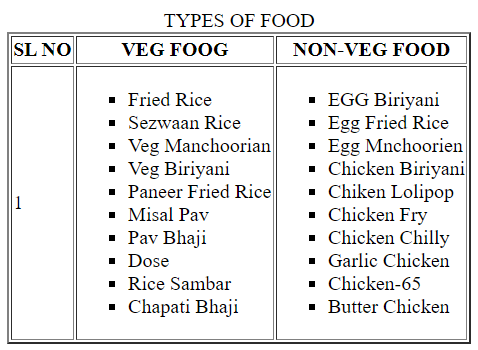 TYPES OF FOOD
SL NO VEG FOOG NON-VEG FOOD
1
Fried Rice
Sezwaan Rice
Veg Manchoorian
Veg Biriyani
Paneer Fried Rice
Misal Pav
Pav Bhaji
Dose
Rice Sambar
Chapati Bhaji
EGG Biriyani
Egg Fried Rice
Egg Mnchoorien
Chicken Biriyani
Chiken Lolipop
Chicken Fry
Chicken Chilly
Garlic Chicken
Chicken-65
Butter Chicken